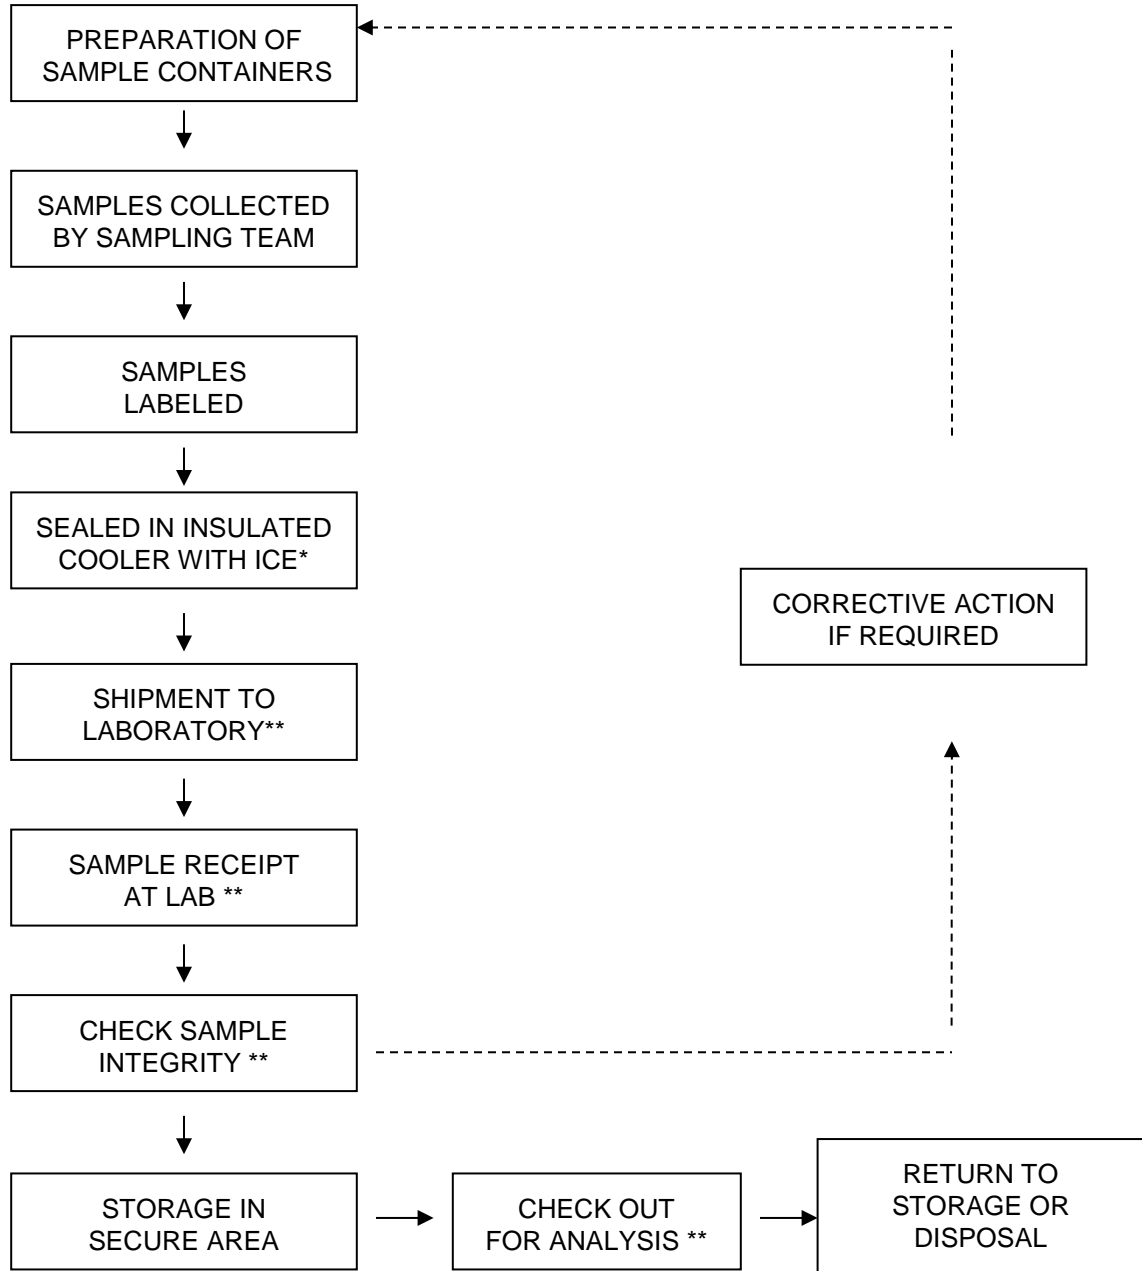 PREPARATION OF
SAMPLE CONTAINERS
SAMPLES COLLECTED
BY SAMPLING TEAM
SAMPLES
LABELED
SEALED IN INSULATED
COOLER WITH ICE*
CORRECTIVE ACTION
IF REQUIRED
SHIPMENT TO
LABORATORY**
SAMPLE RECEIPT
AT LAB **
CHECK SAMPLE
INTEGRITY **
STORAGE IN
SECURE AREA
CHECK OUT
FOR ANALYSIS **
RETURN TO
STORAGE OR
DISPOSAL